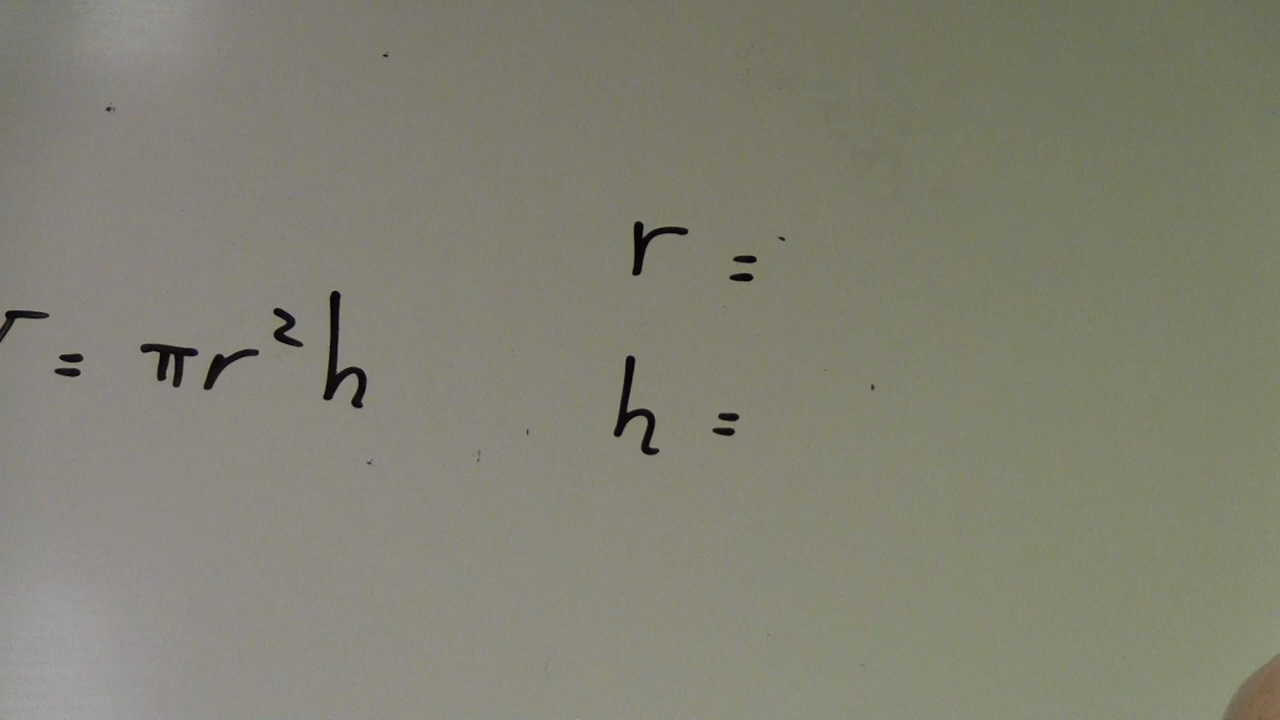 = πr²h
r =
h =